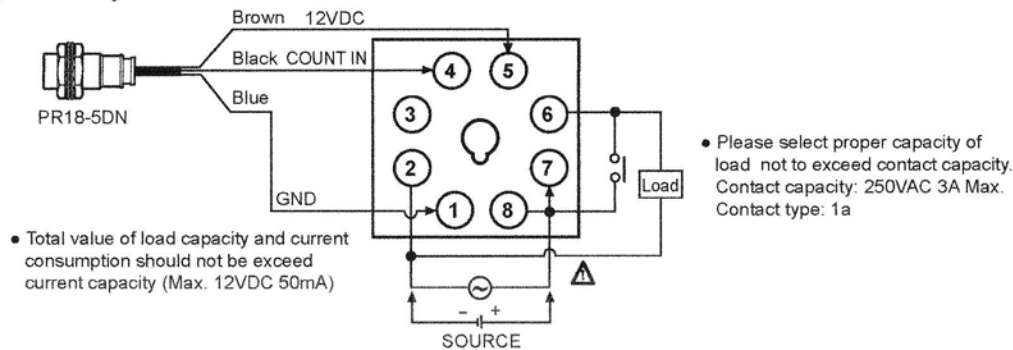 Brown 12VDC
Black COUNT IN
Blue
PR18-5DN
GND
4
5
3
6
2
7
1
8
Load
• Please select proper capacity of
load not to exceed contact capacity.
Contact capacity: 250VAC 3A Max.
Contact type: 1a
• Total value of load capacity and current
consumption should not be exceed
current capacity (Max. 12VDC 50mA)
− +
SOURCE